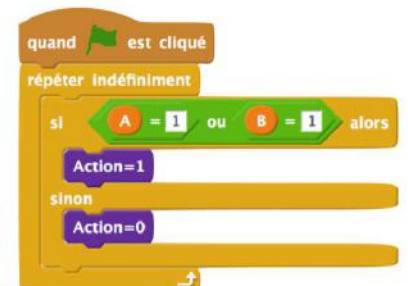 quand est cliqué
répéter indéfiniment
si A = 1 ou B = 1 alors
Action=1
sinon
Action=0